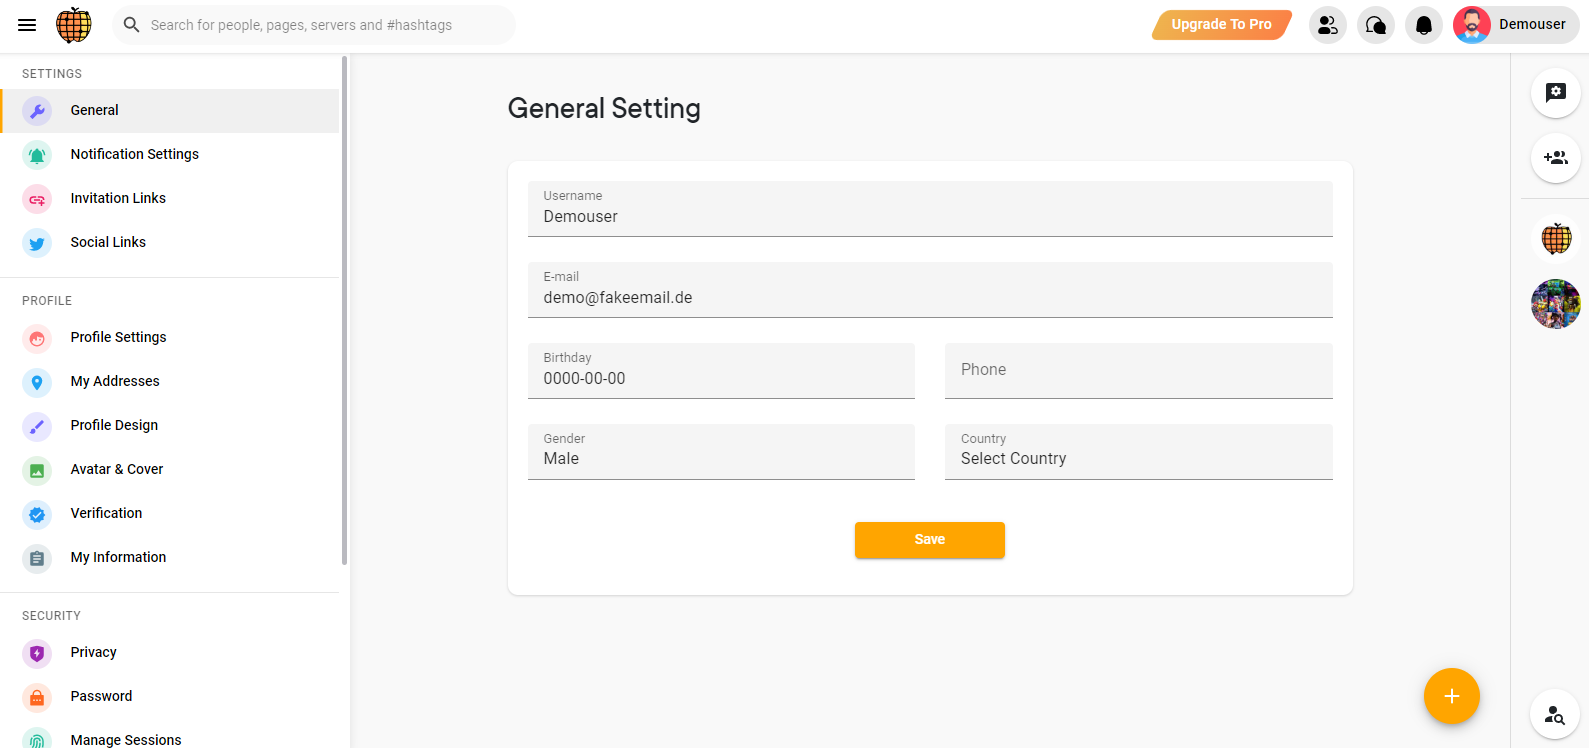 Search for people, pages, servers and #hashtags
Upgrade To Pro
Demouser
SETTINGS
General
Notification Settings
Invitation Links
Social Links
PROFILE
Profile Settings
My Addresses
Profile Design
Avatar & Cover
Verification
My Information
SECURITY
Privacy
Password
Manage Sessions
General Setting
Username
Demouser
E-mail
demo@fakeemail.de
Birthday
0000-00-00
Phone
Gender
Male
Country
Select Country
Save